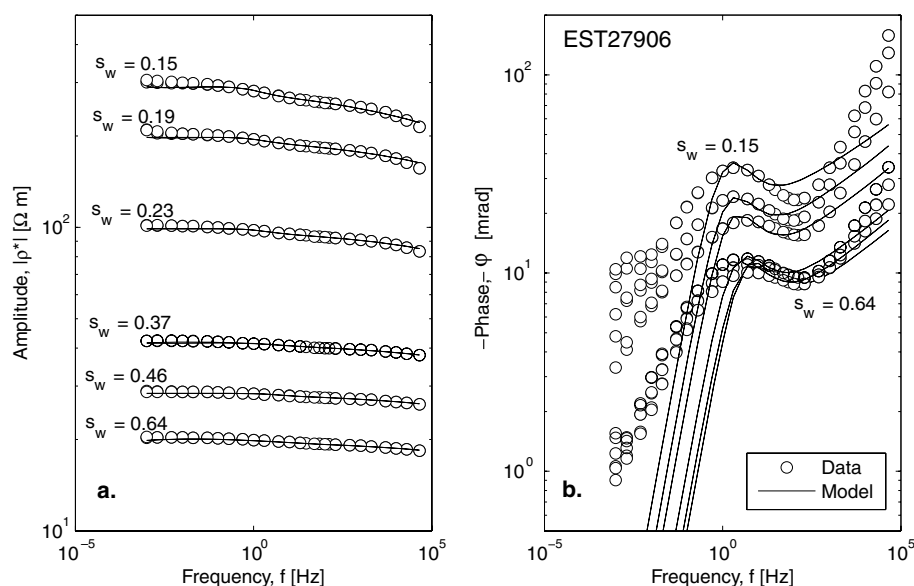 s_w = 0.15
s_w = 0.19
s_w = 0.23
s_w = 0.37
s_w = 0.46
s_w = 0.64
a.
10^2
10^1
Amplitude, |ρ*| [Ω m]
10^-5
10^0
10^5
Frequency, f [Hz]
EST27906
s_w = 0.15
s_w = 0.64
b.
Data
Model
10^2
10^1
10^0
−Phase,− φ [mrad]
10^-5
10^0
10^5
Frequency, f [Hz]